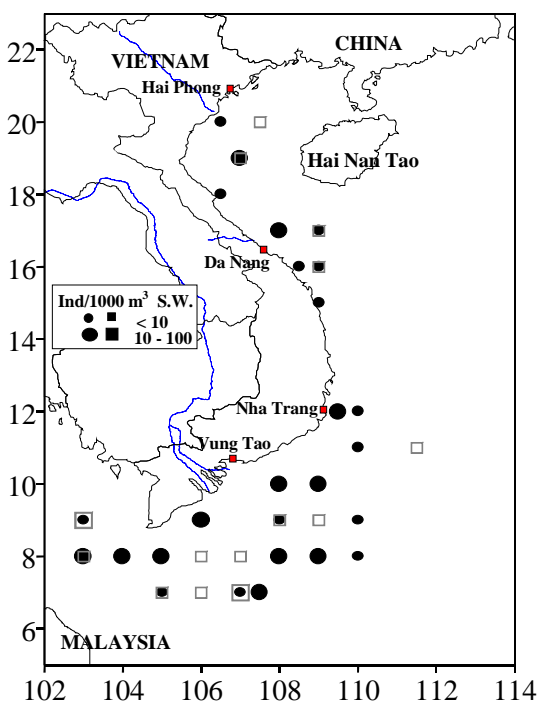 CHINA
VIETNAM
Hai Phong
Hai Nan Tao
Da Nang
Ind/1000 m³ S.W.
< 10
10 - 100
Nha Trang
Vung Tao
MALAYSIA
22
20
18
16
14
12
10
8
6
102 104 106 108 110 112 114